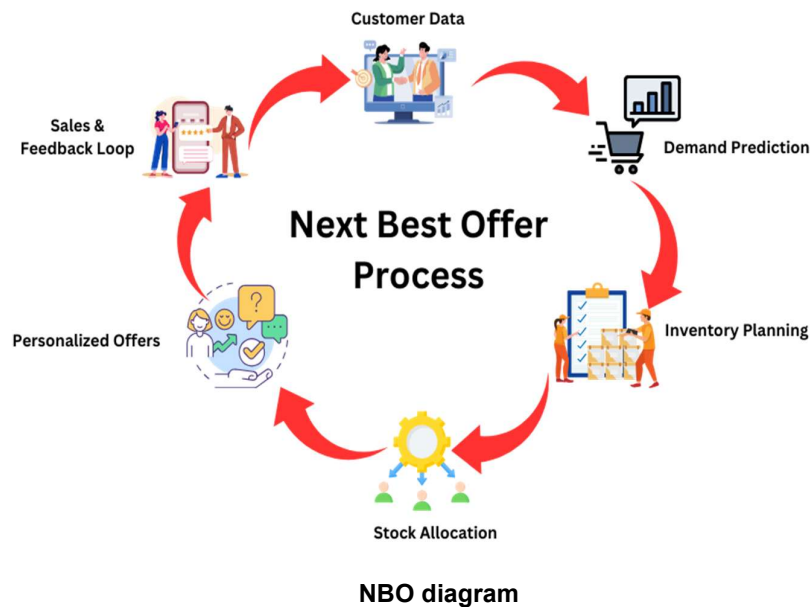 Customer Data
Sales &
Feedback Loop
Demand Prediction
Next Best Offer
Process
Personalized Offers
Inventory Planning
?
Stock Allocation
NBO diagram